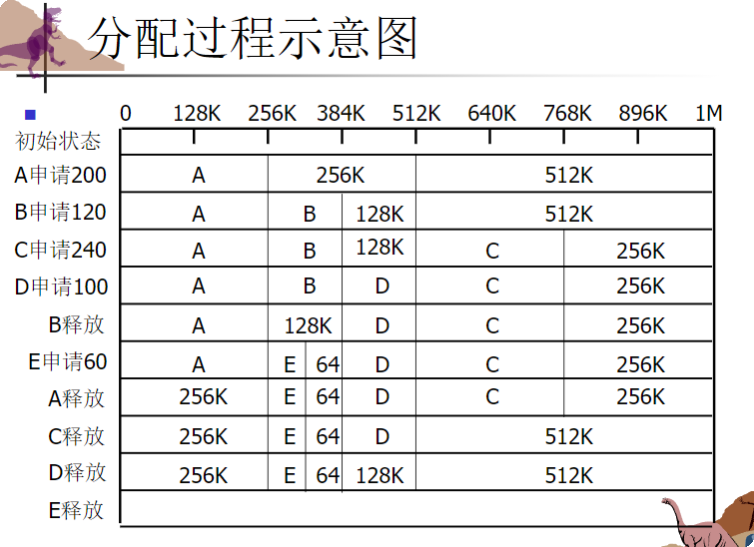 分配过程示意图
0 128K 256K 384K 512K 640K 768K 896K 1M
初始状态
A申请200 A 256K 512K
B申请120 A B 128K 512K
C申请240 A B 128K C 256K
D申请100 A B D C 256K
B释放 A 128K D C 256K
E申请60 A E 64 D C 256K
A释放 256K E 64 D C 256K
C释放 256K E 64 D 512K
D释放 256K E 64 128K 512K
E释放